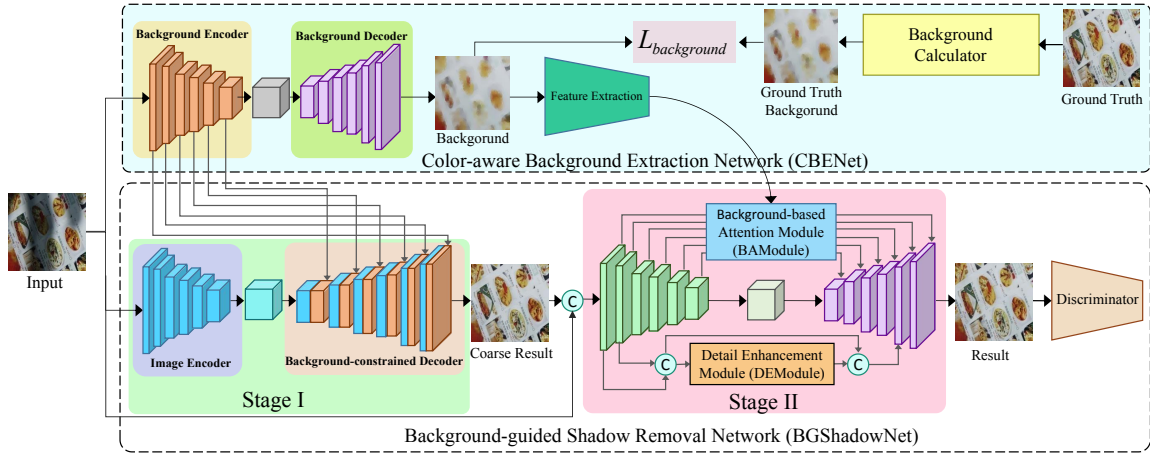 Background Encoder
Background Decoder
Backgorund
Feature Extraction
L background
Ground Truth
Backgorund
Background
Calculator
Ground Truth
Color-aware Background Extraction Network (CBENet)
Input
Image Encoder
Background-constrained Decoder
Stage I
Coarse Result
C
Background-based
Attention Module
(BAModule)
C
Detail Enhancement
Module (DEModule)
C
Stage II
Result
Discriminator
Background-guided Shadow Removal Network (BGShadowNet)